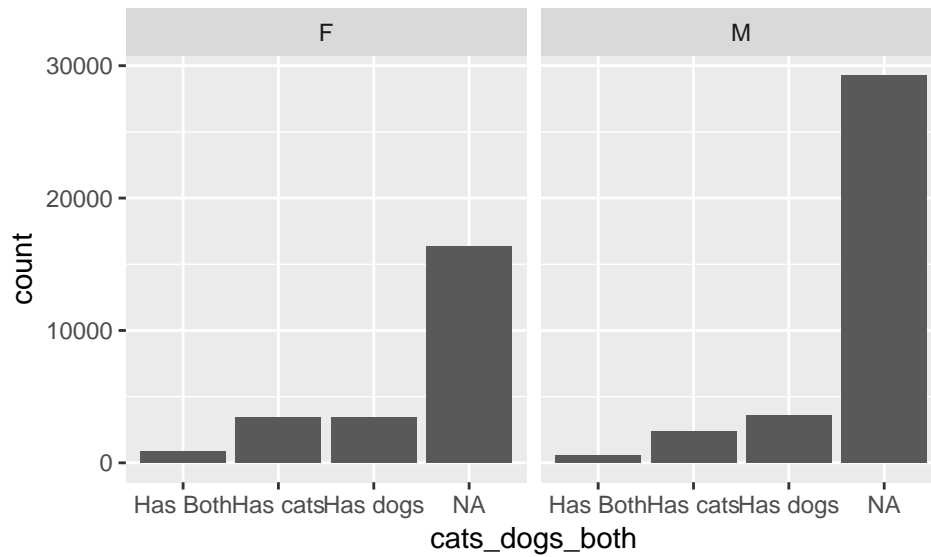 F
M
30000
20000
10000
0
count
Has Both Has cats Has dogs NA
Has Both Has cats Has dogs NA
cats_dogs_both